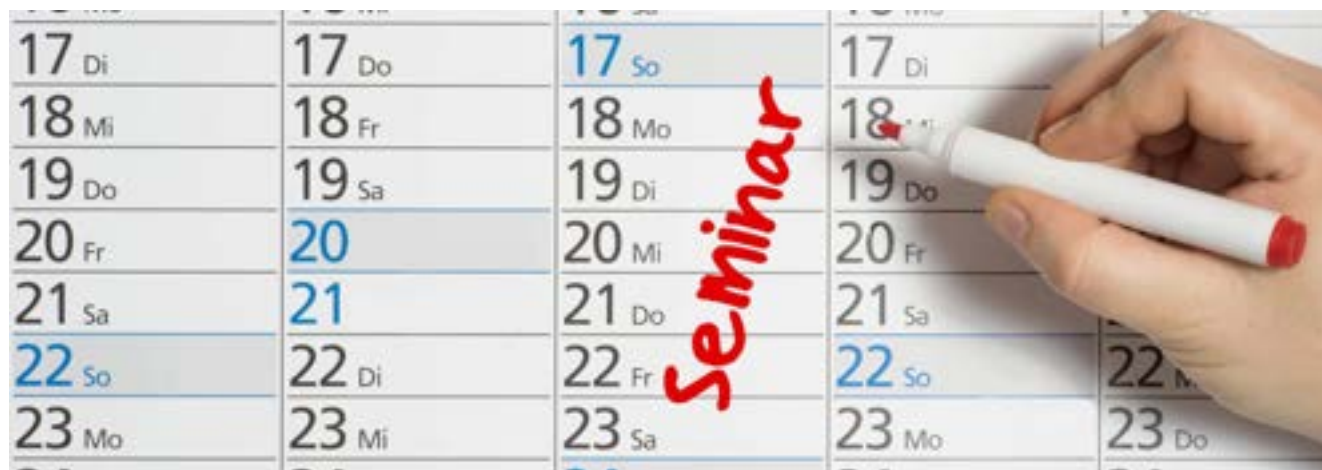 17 Di
18 Mi
19 Do
20 Fr
21 Sa
22 So
23 Mo
17 Do
18 Fr
19 Sa
20
21
22 Di
23 Mi
17 So
18 Mo
19 Di
20 Mi
21 Do
22 Fr
23 Sa
Seminar
17 Di
18 Mi
19 Do
20 Fr
21 Sa
22 So
23 Mo
22
23 Do